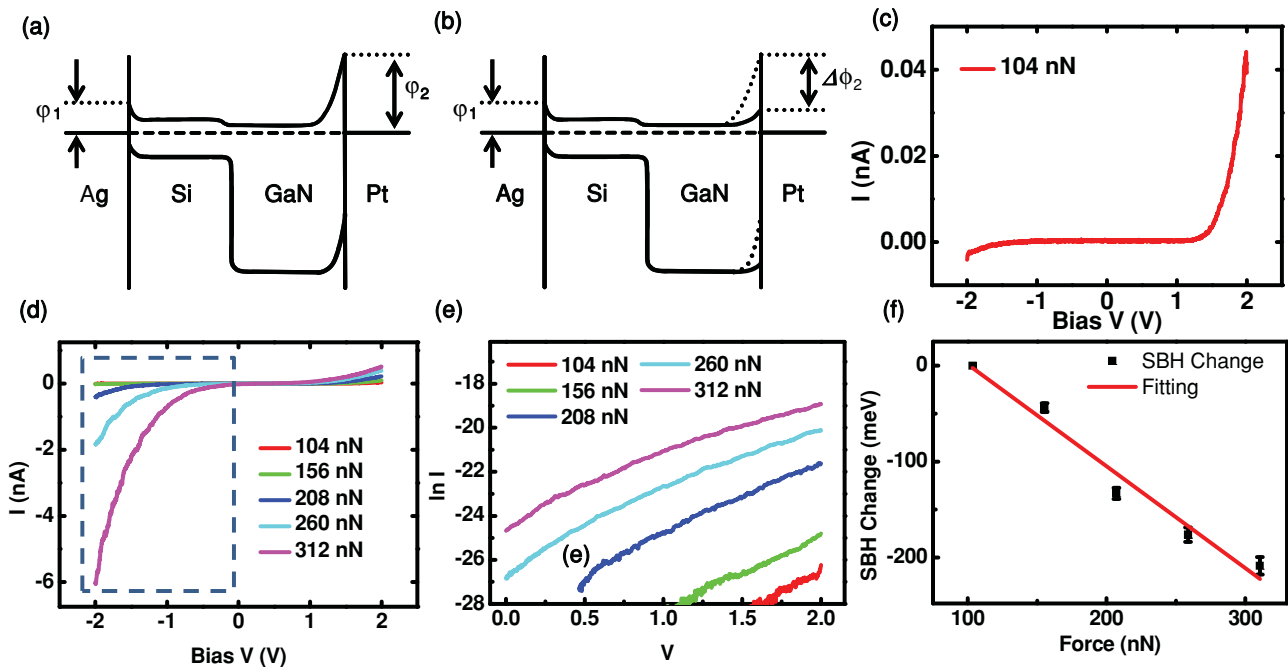 (a)
φ1
φ2
Ag
Si
GaN
Pt
(b)
φ1
Δϕ2
Ag
Si
GaN
Pt
(c)
104 nN
0.04
0.02
0.00
I (nA)
-2
-1
0
1
2
Bias V (V)
(d)
0
-2
-4
-6
I (nA)
104 nN
156 nN
208 nN
260 nN
312 nN
-2
-1
0
1
2
Bias V (V)
(e)
104 nN
260 nN
156 nN
312 nN
208 nN
-18
-20
-22
-24
-26
-28
ln I
(e)
0.0
0.5
1.0
1.5
2.0
V
(f)
SBH Change
Fitting
0
-100
-200
SBH Change (meV)
100
200
300
Force (nN)